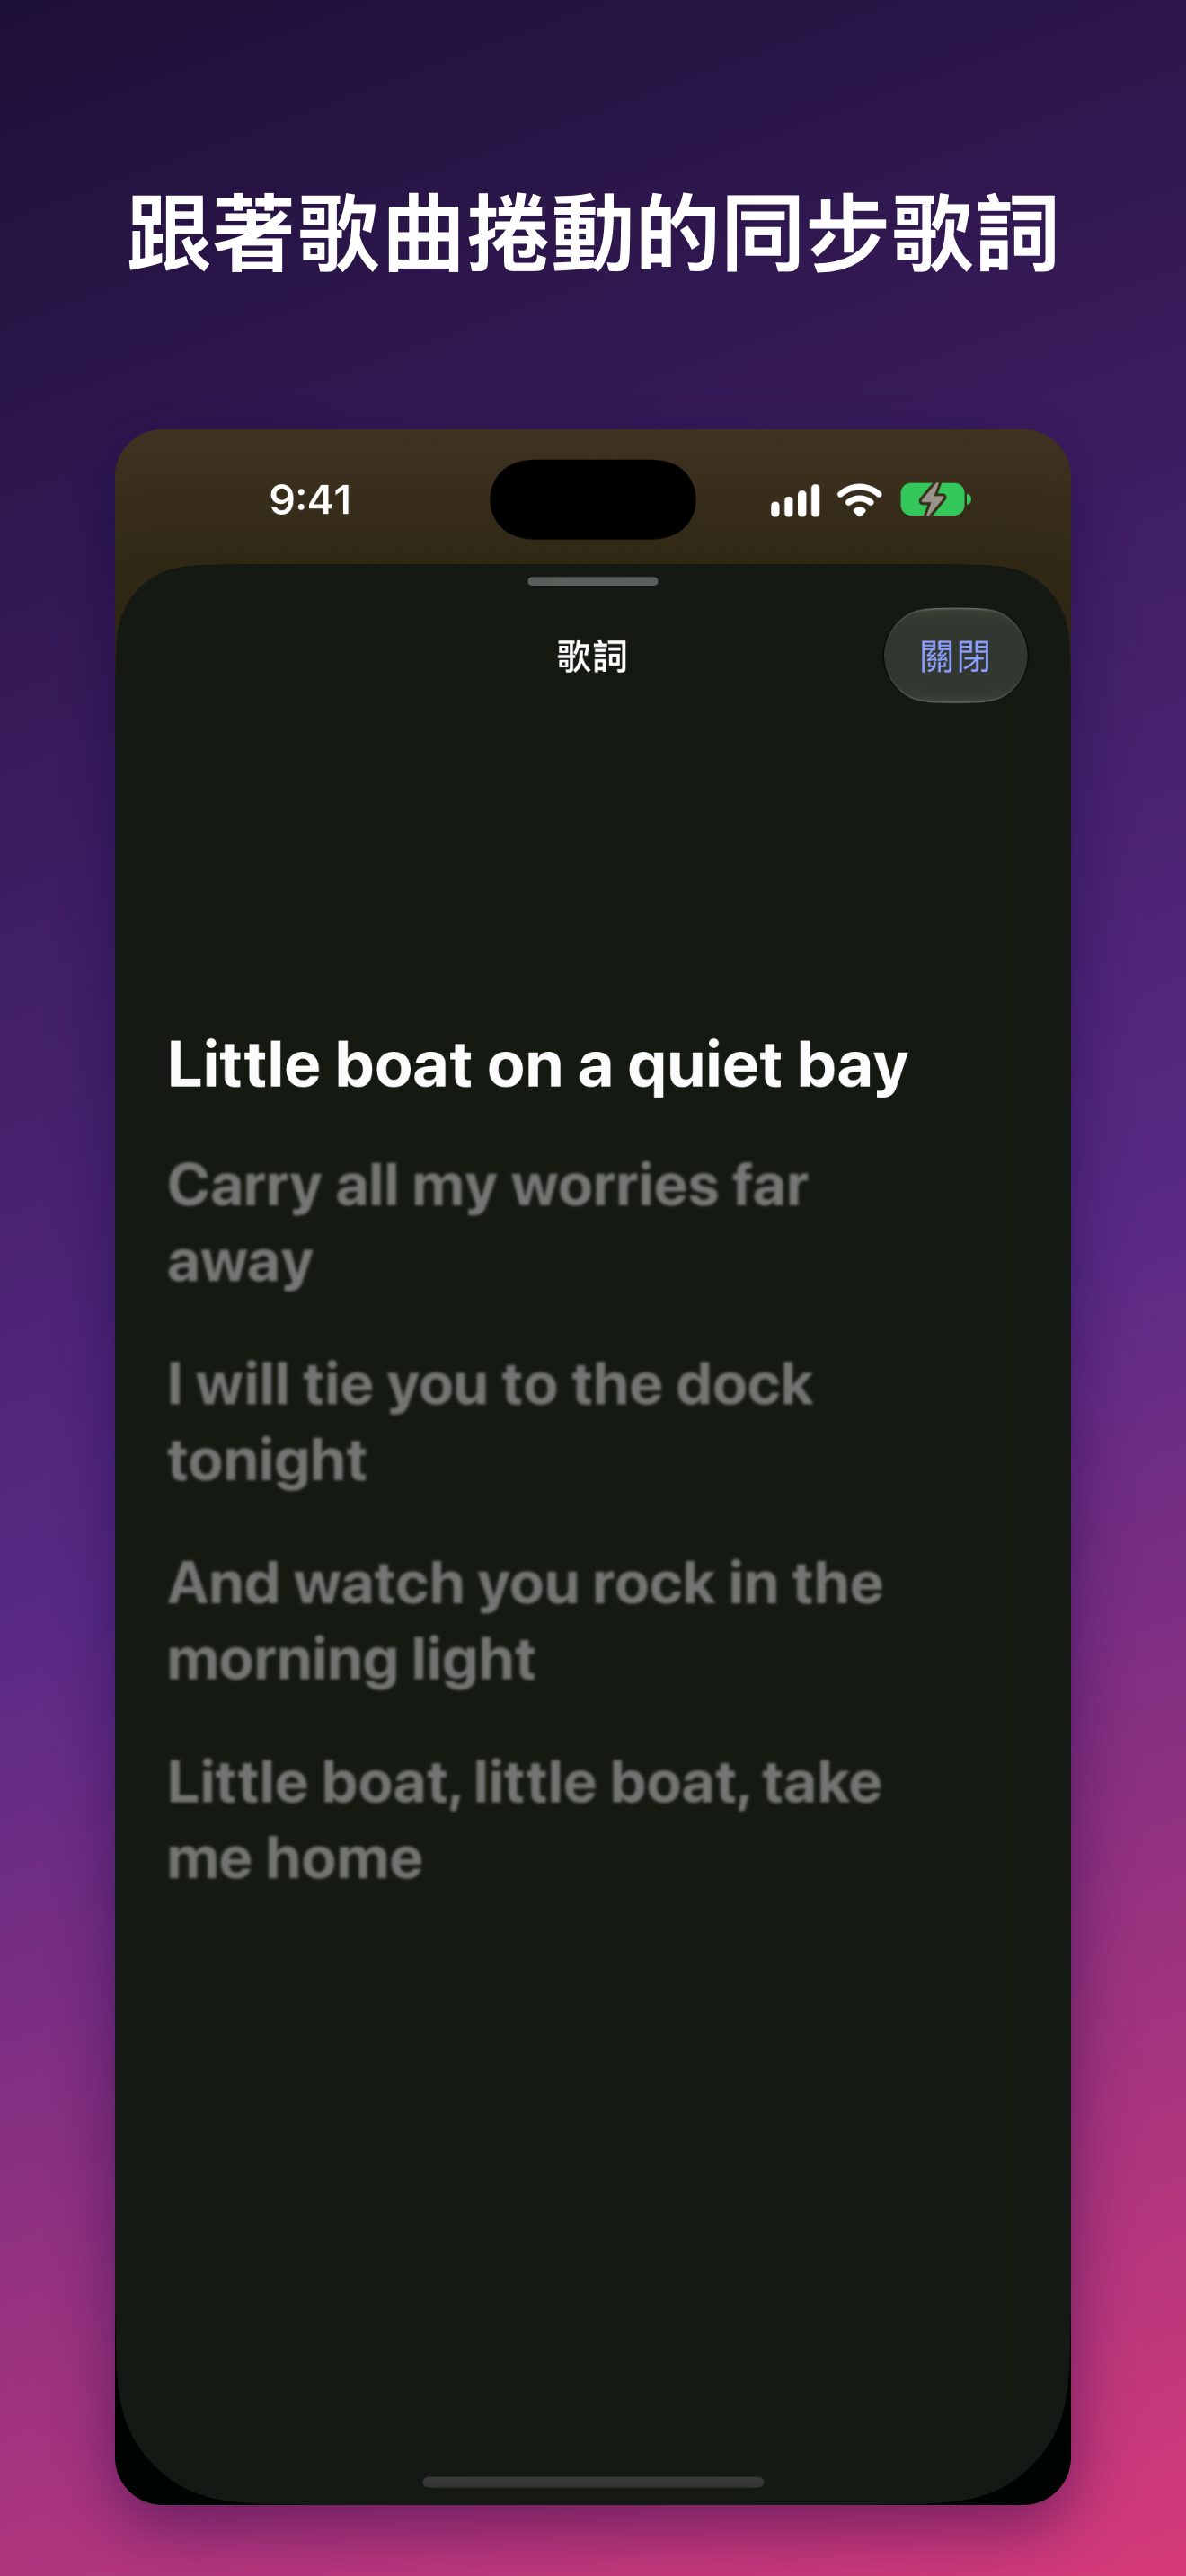 跟著歌曲捲動的同步歌詞
9:41
歌詞
關閉
Little boat on a quiet bay
Carry all my worries far
away
I will tie you to the dock
tonight
And watch you rock in the
morning light
Little boat, little boat, take
me home